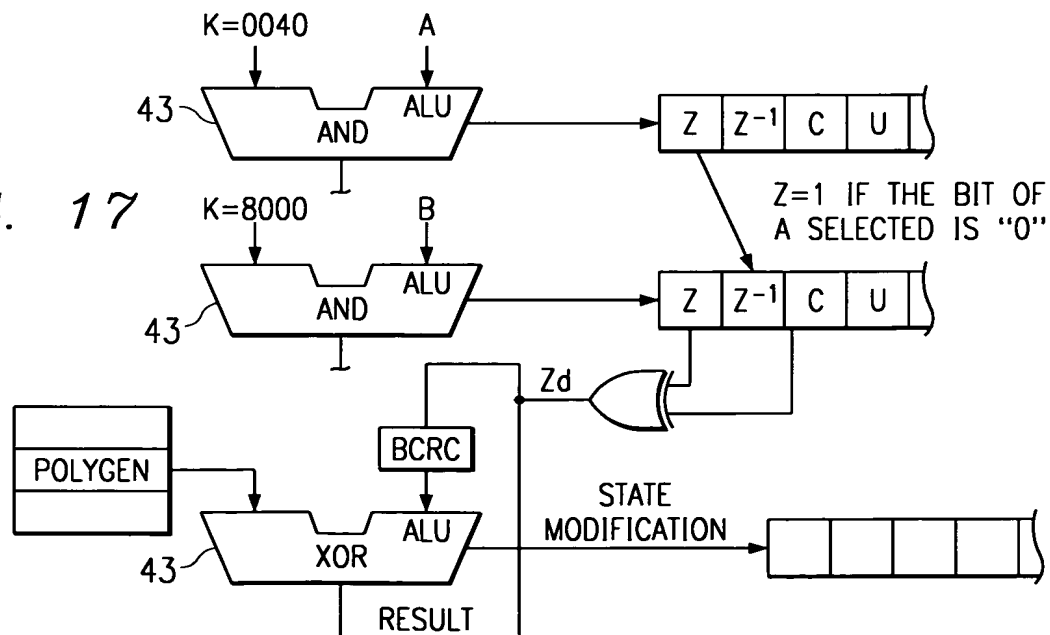 K=0040 A
43 ALU
AND
Z Z⁻¹ C U
Z=1 IF THE BIT OF
A SELECTED IS “0”
17
K=8000 B
43 ALU
AND
Z Z⁻¹ C U
Zd
BCRC
POLYGEN
43 ALU
XOR
STATE
MODIFICATION
RESULT